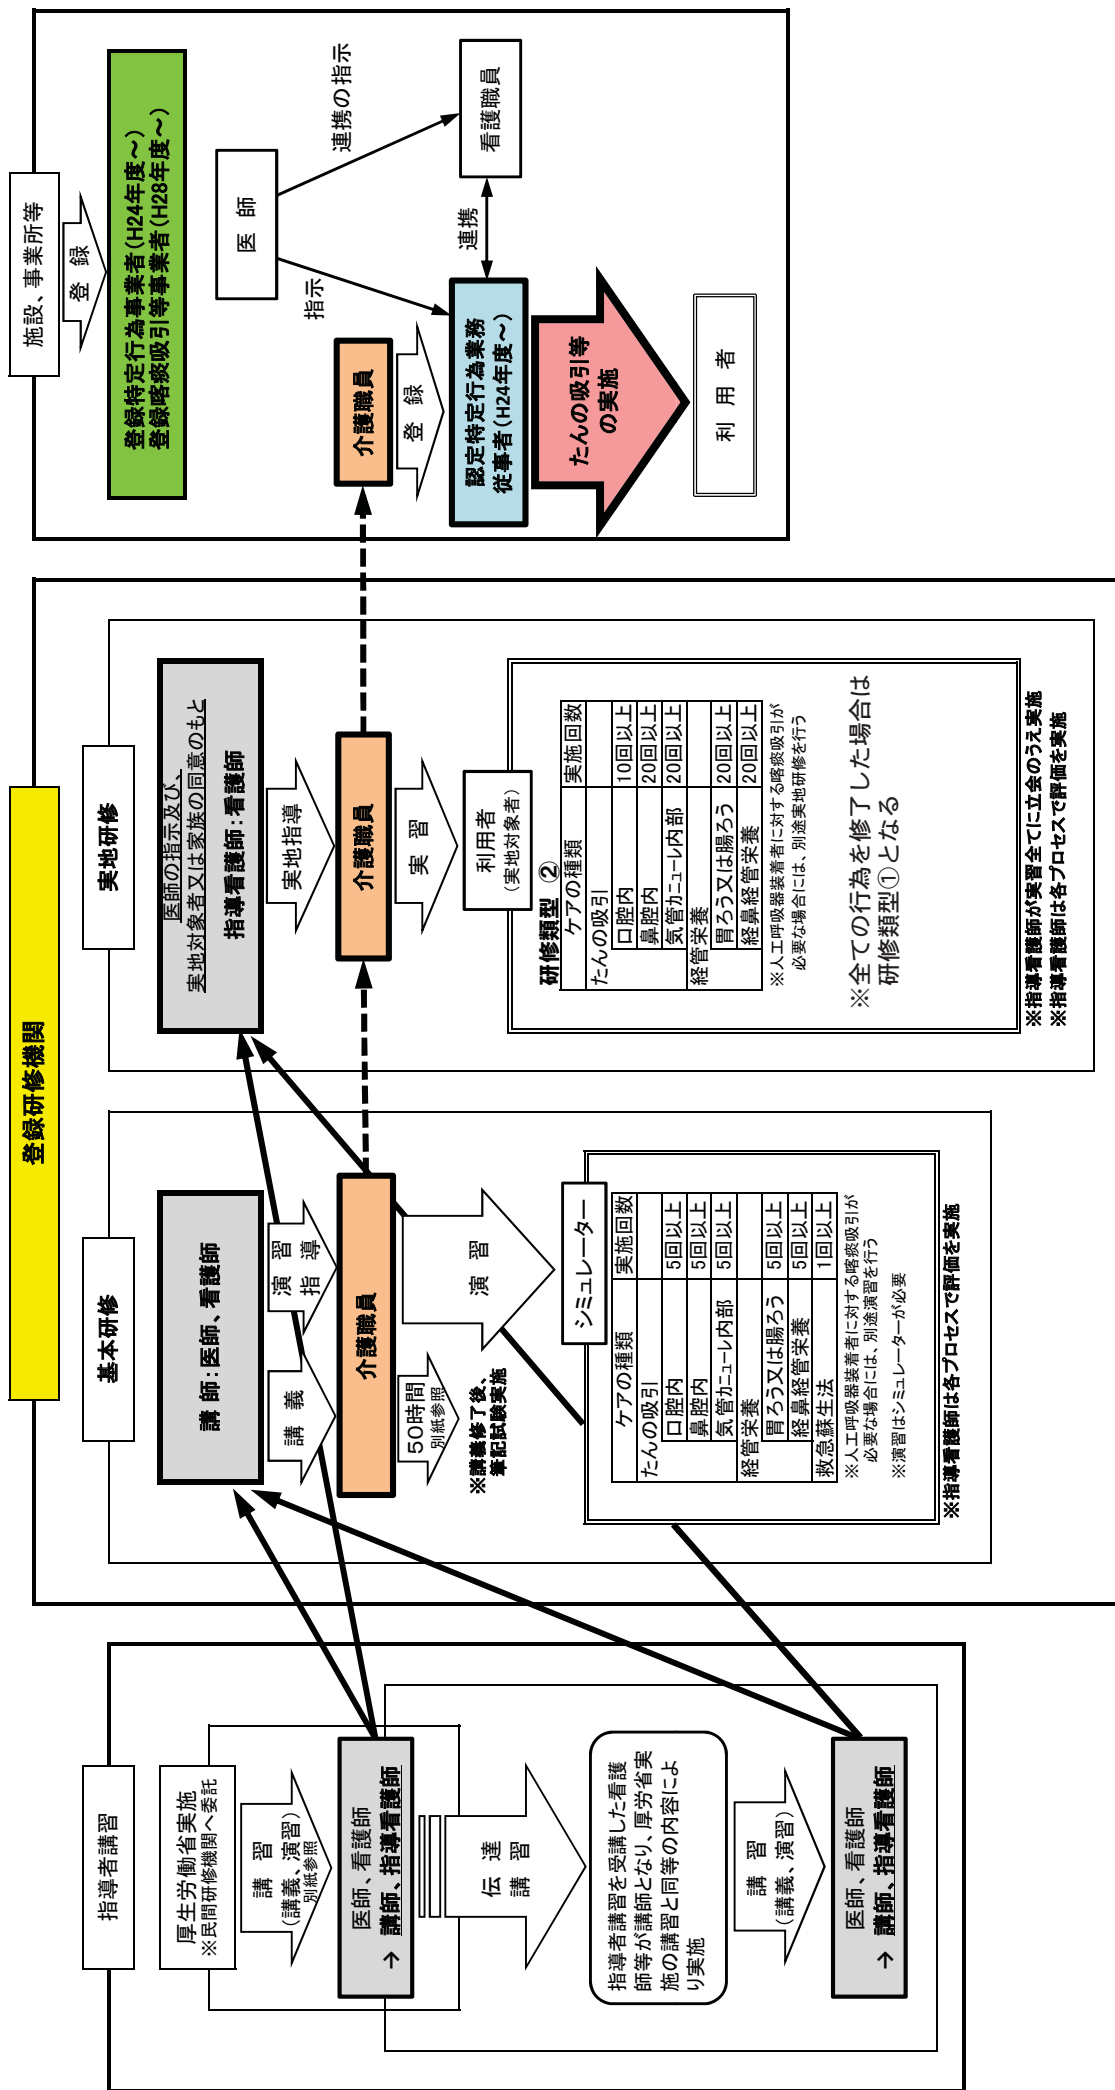 指導者講習
厚生労働省実施
※民間研修機関へ委託
講 習
(講義、演習)
別紙参照
医師、看護師
→ 講師、指導看護師
伝 達
講 習
指導者講習を受講した看護
師等が講師となり、厚労省実
施の講習と同等の内容によ
り実施
講 習
(講義、演習)
医師、看護師
→ 講師、指導看護師
登録研修機関
基本研修
講 師：医師、看護師
講 義
演 習
指 導
介護職員
50時間
別紙参照
※講義修了後、
筆記試験実施
演 習
シミュレーター
ケアの種類 実施回数
たんの吸引
口腔内 5回以上
鼻腔内 5回以上
気管カニューレ内部 5回以上
経管栄養
胃ろう又は腸ろう 5回以上
経鼻経管栄養 5回以上
救急蘇生法 1回以上
※人工呼吸器装着者に対する喀痰吸引が
必要な場合には、別途演習を行う
※演習はシミュレーターが必要
※指導看護師は各プロセスで評価を実施
実地研修
医師の指示及び、
実地対象者又は家族の同意のもと
指導看護師：看護師
実地指導
介護職員
実 習
利用者
(実地対象者)
研修類型 ②
ケアの種類 実施回数
たんの吸引
口腔内 10回以上
鼻腔内 20回以上
気管カニューレ内部 20回以上
経管栄養
胃ろう又は腸ろう 20回以上
経鼻経管栄養 20回以上
※人工呼吸器装着者に対する喀痰吸引が
必要な場合には、別途実地研修を行う
※全ての行為を修了した場合は
研修類型①となる
※指導看護師が実習全てに立会のうえ実施
※指導看護師は各プロセスで評価を実施
施設、事業所等
登 録
登録特定行為事業者(H24年度～)
登録喀痰吸引等事業者(H28年度～)
医 師
指示
連携の指示
看護職員
連携
介護職員
登 録
認定特定行為業務
従事者(H24年度～)
たんの吸引等
の実施
利 用 者